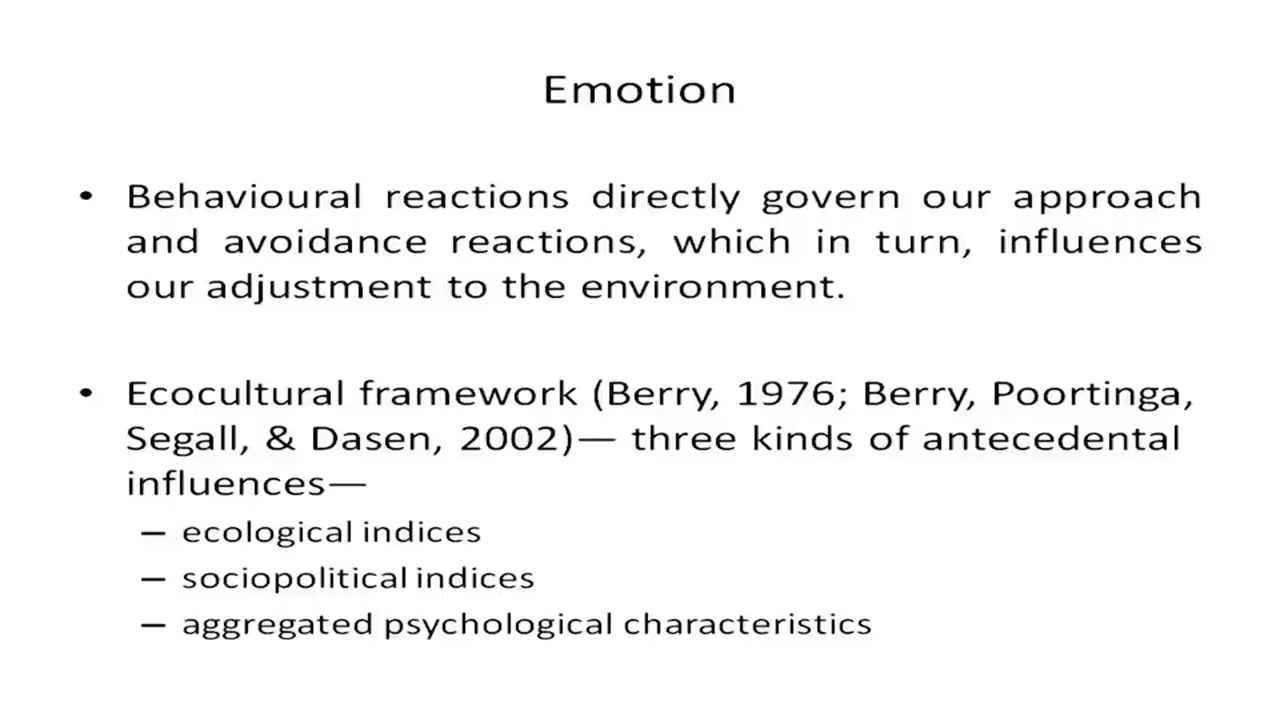 Emotion
• Behavioural reactions directly govern our approach
and avoidance reactions, which in turn, influences
our adjustment to the environment.
• Ecocultural framework (Berry, 1976; Berry, Poortinga,
Segall, & Dasen, 2002)— three kinds of antecedental
influences—
– ecological indices
– sociopolitical indices
– aggregated psychological characteristics